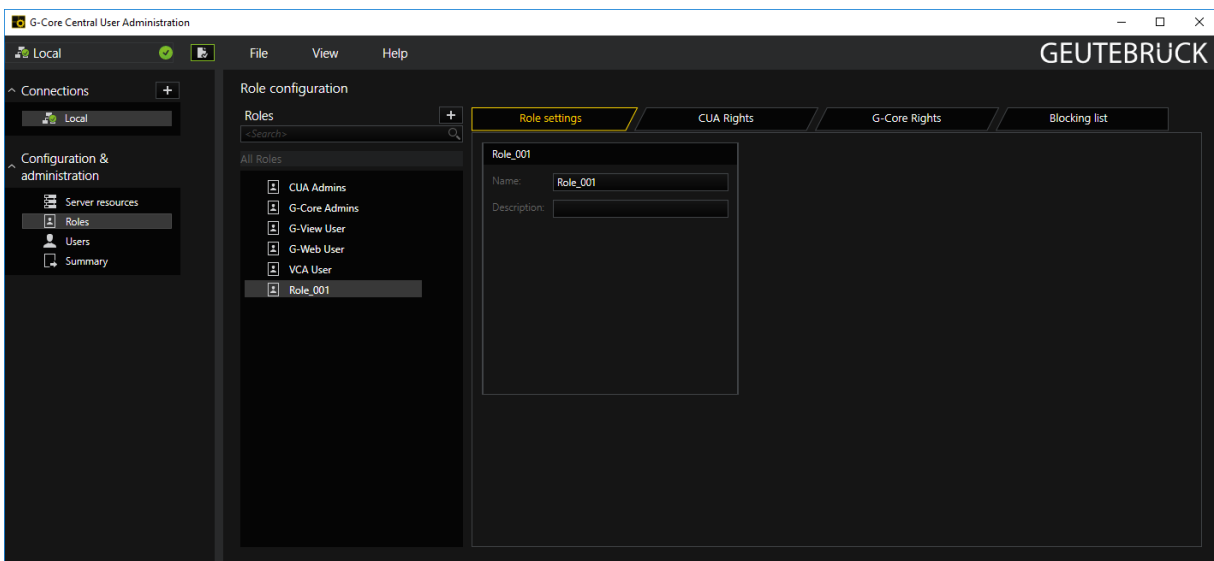 G-Core Central User Administration
Local
File View Help
GEUTEBRÜCK
Connections
Local
Configuration &
administration
Server resources
Roles
Users
Summary
Role configuration
Roles
<Search>
All Roles
CUA Admins
G-Core Admins
G-View User
G-Web User
VCA User
Role_001
Role settings CUA Rights G-Core Rights Blocking list
Role_001
Name: Role_001
Description: